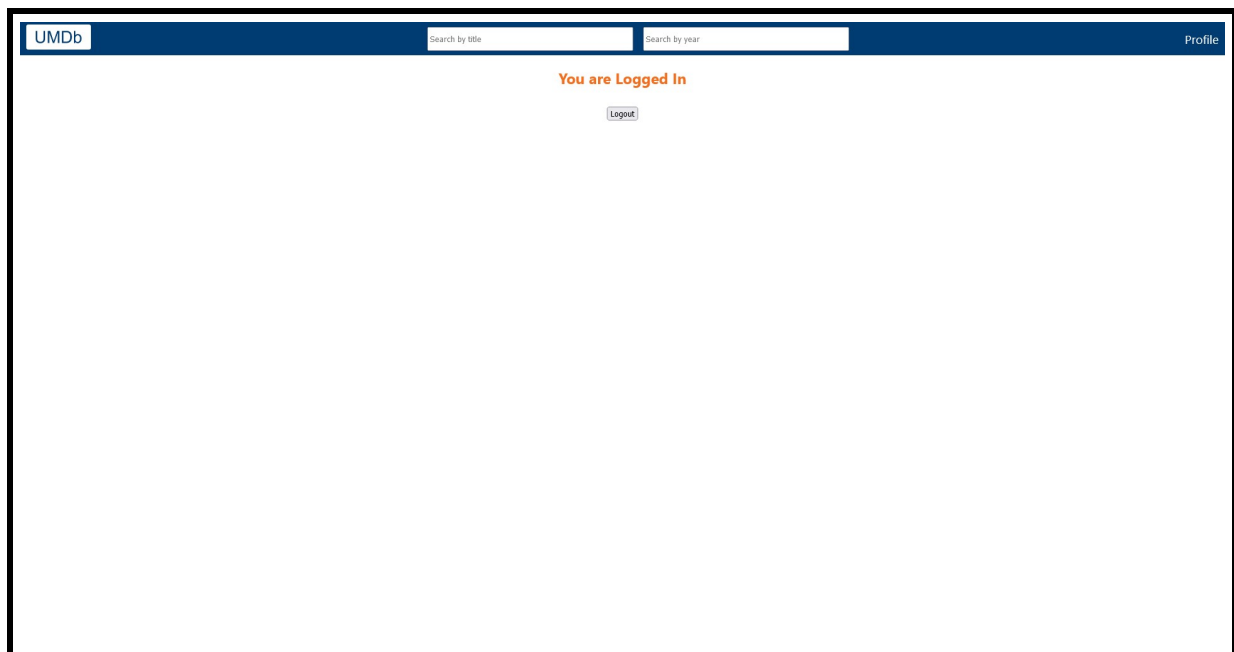 UMDb
Search by title
Search by year
Profile
You are Logged In
Logout